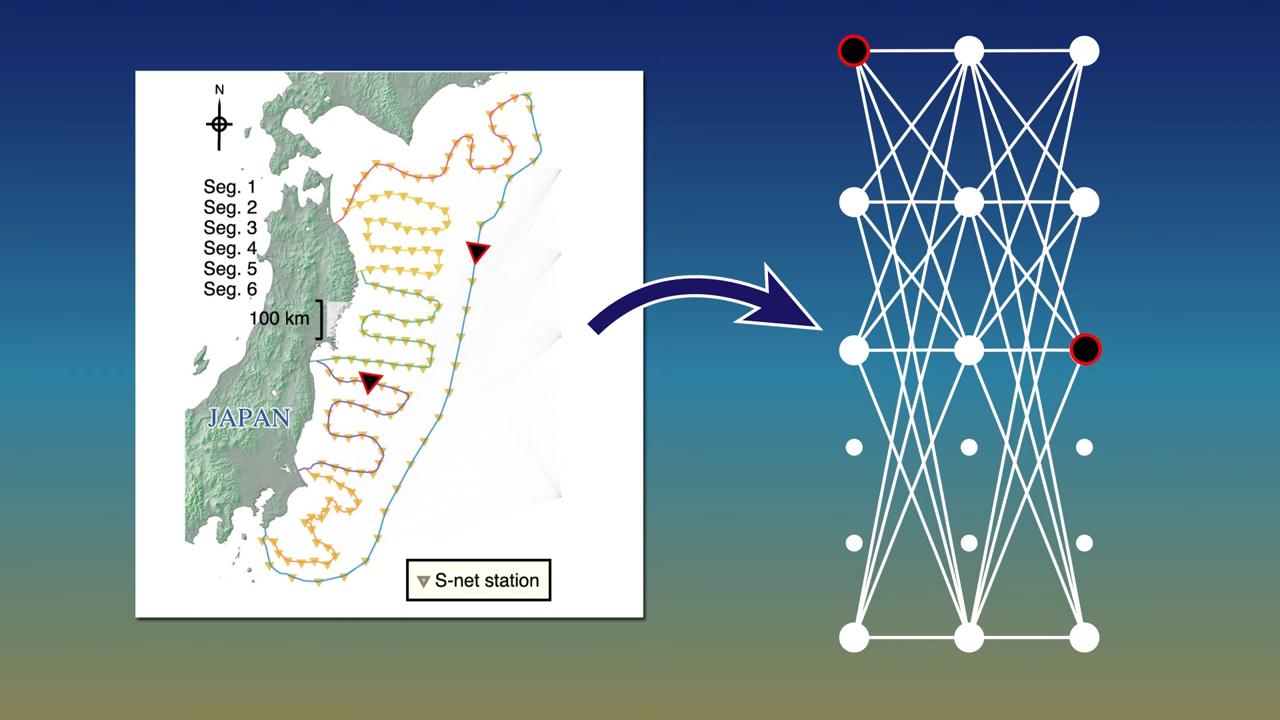 N
Seg. 1
Seg. 2
Seg. 3
Seg. 4
Seg. 5
Seg. 6
100 km
JAPAN
S-net station